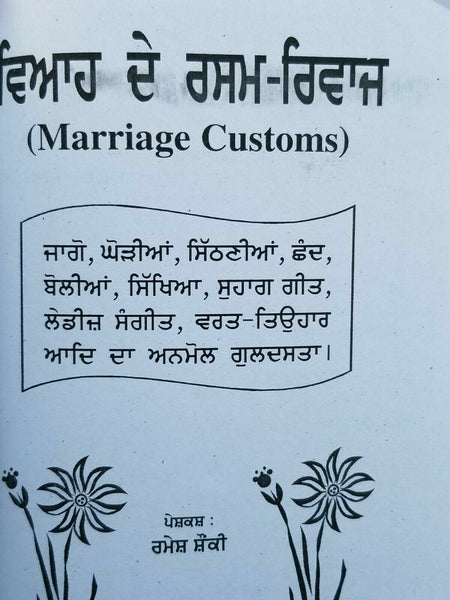 ਵਿਆਹ ਦੇ ਰਸਮ-ਰਿਵਾਜ
(Marriage Customs)
ਜਾਗੋ, ਘੋੜੀਆਂ, ਸਿੱਠਣੀਆਂ, ਛੰਦ,
ਬੋਲੀਆਂ, ਸਿੱਖਿਆ, ਸੁਹਾਗ ਗੀਤ,
ਲੇਡੀਜ਼ ਸੰਗੀਤ, ਵਰਤ-ਤਿਉਹਾਰ
ਆਦਿ ਦਾ ਅਨਮੋਲ ਗੁਲਦਸਤਾ।
ਪੇਸ਼ਕਸ਼ :
ਰਮੇਸ਼ ਸ਼ੌਂਕੀ